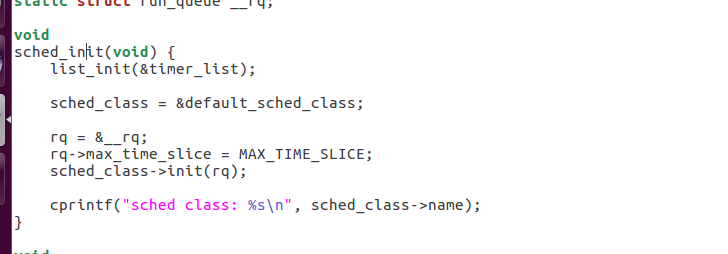 static struct run_queue __rq;
void
sched_init(void) {
    list_init(&timer_list);
    sched_class = &default_sched_class;
    rq = &__rq;
    rq->max_time_slice = MAX_TIME_SLICE;
    sched_class->init(rq);
    cprintf("sched class: %s\n", sched_class->name);
}
void